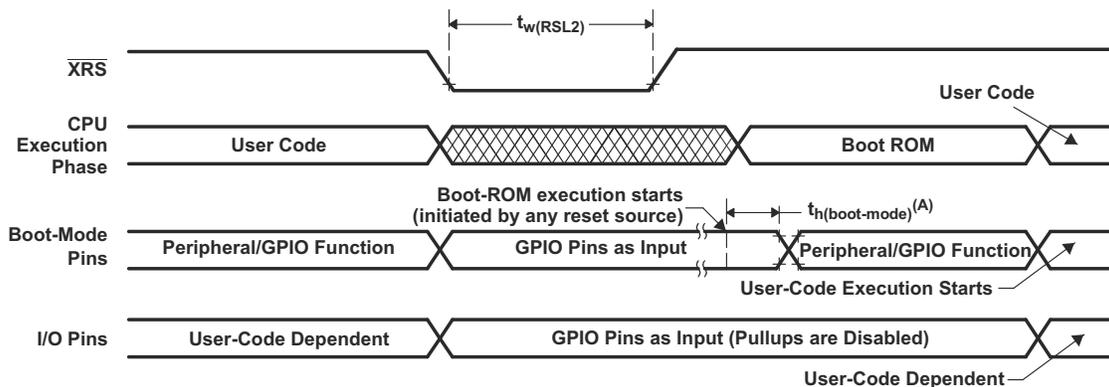 tw(RSL2)
XRS
User Code
CPU
Execution
Phase
User Code
Boot ROM
Boot-ROM execution starts
(initiated by any reset source)
th(boot-mode)(A)
Boot-Mode
Pins
Peripheral/GPIO Function
GPIO Pins as Input
Peripheral/GPIO Function
User-Code Execution Starts
I/O Pins
User-Code Dependent
GPIO Pins as Input (Pullups are Disabled)
User-Code Dependent